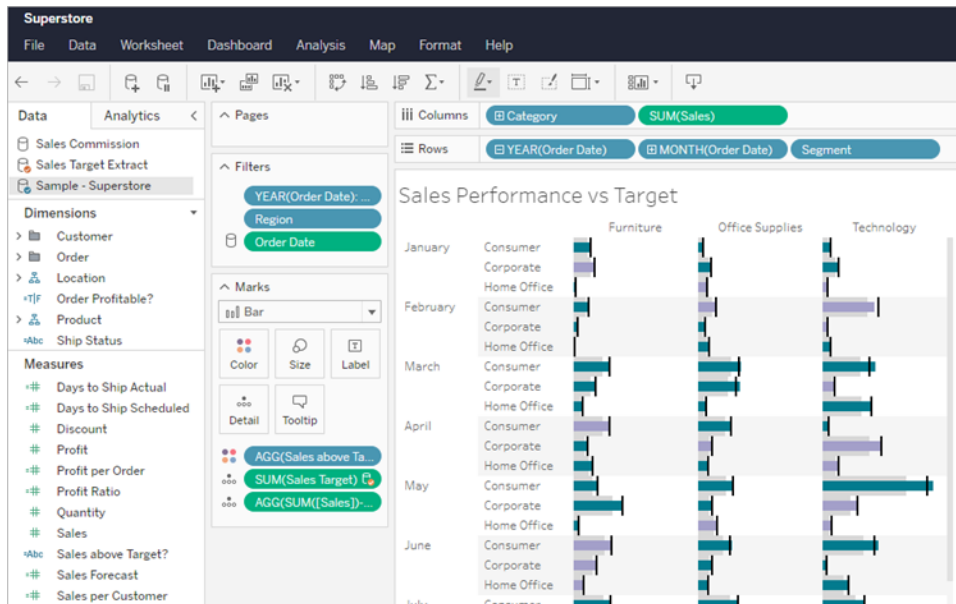 Superstore
File Data Worksheet Dashboard Analysis Map Format Help
Data Analytics
Sales Commission
Sales Target Extract
Sample - Superstore
Dimensions
Customer
Order
Location
=T|F Order Profitable?
Product
=Abc Ship Status
Measures
=# Days to Ship Actual
=# Days to Ship Scheduled
# Discount
# Profit
=# Profit per Order
=# Profit Ratio
# Quantity
# Sales
=Abc Sales above Target?
=# Sales Forecast
=# Sales per Customer
Pages
Filters
YEAR(Order Date): ...
Region
Order Date
Marks
Bar
Color Size Label
Detail Tooltip
AGG(Sales above Ta...
SUM(Sales Target)
AGG(SUM([Sales])-...
Columns Category SUM(Sales)
Rows YEAR(Order Date) MONTH(Order Date) Segment
Sales Performance vs Target
Furniture Office Supplies Technology
January Consumer
Corporate
Home Office
February Consumer
Corporate
Home Office
March Consumer
Corporate
Home Office
April Consumer
Corporate
Home Office
May Consumer
Corporate
Home Office
June Consumer
Corporate
Home Office